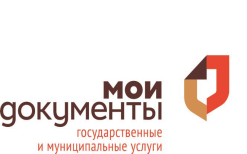 мои
документы
государственные
и муниципальные услуги